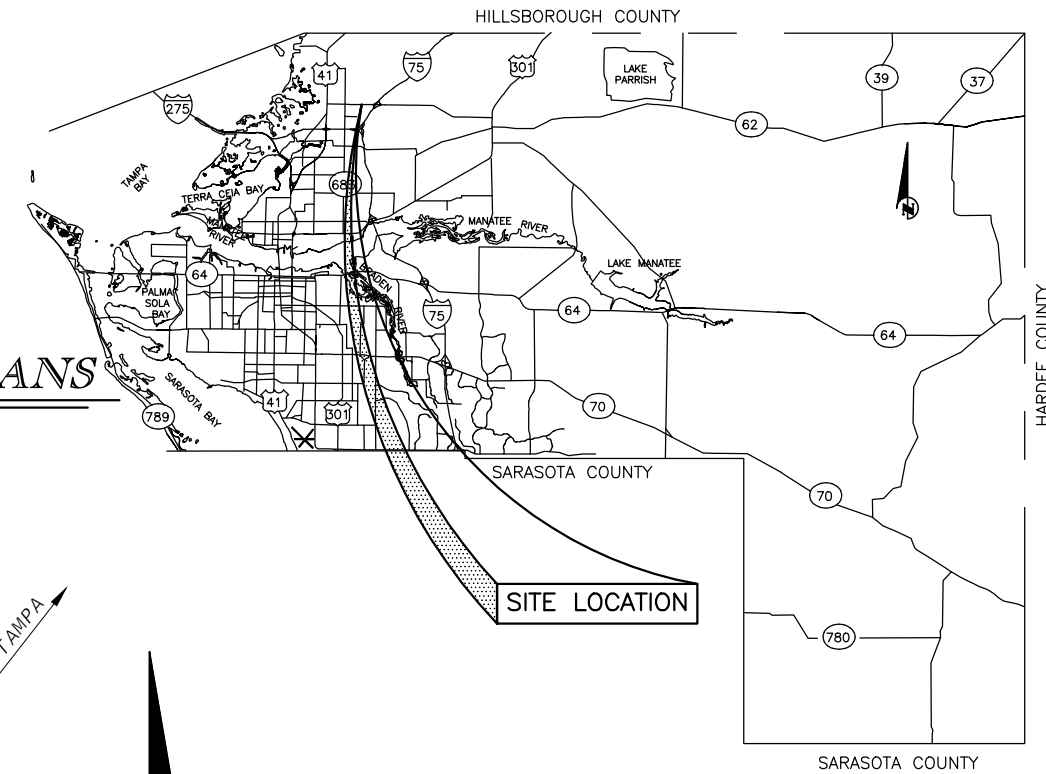 HILLSBOROUGH COUNTY
41
75
301
LAKE
PARRISH
39
37
275
62
TAMPA
BAY
TERRA CEIA BAY
MANATEE
RIVER
N
64
BRADEN
RIVER
LAKE MANATEE
PALMA
SOLA
BAY
75
64
64
HARDEE COUNTY
ANS
SARASOTA BAY
789
41
301
70
SARASOTA COUNTY
70
SITE LOCATION
TAMPA
780
SARASOTA COUNTY